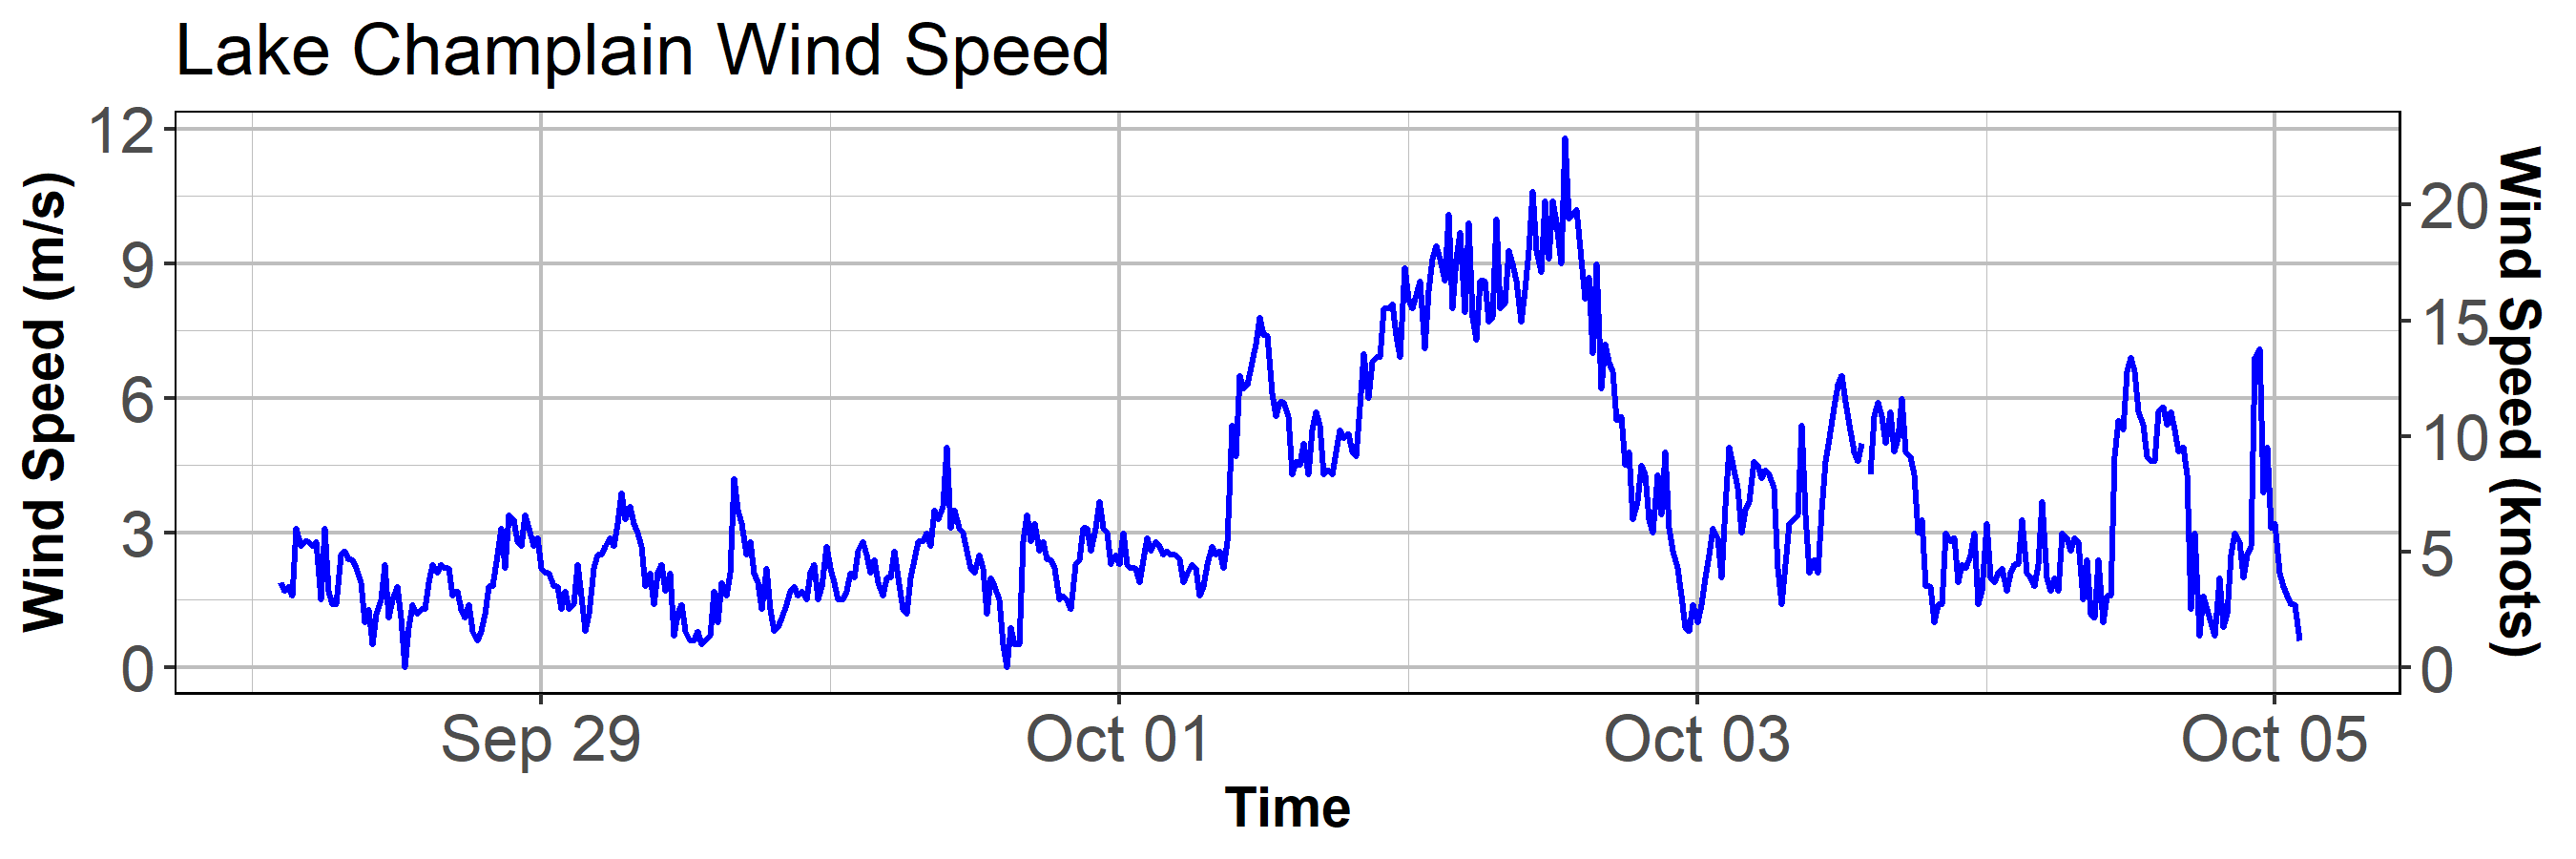 Lake Champlain Wind Speed
Wind Speed (m/s)
12
9
6
3
0
20
15
10
5
0
Wind Speed (knots)
Sep 29
Oct 01
Oct 03
Oct 05
Time